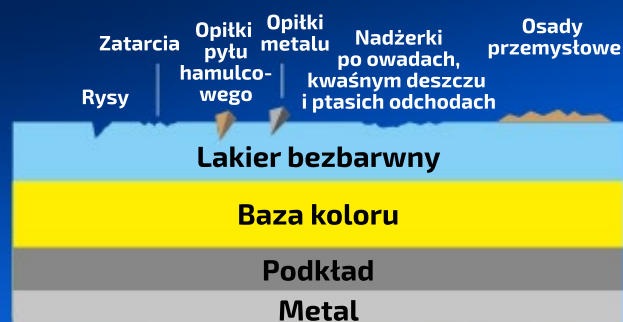 Rysy
Zatarcia
Opiłki
pyłu
hamulco-
wego
Opiłki
metalu
Nadżerki
po owadach,
kwaśnym deszczu
i ptasich odchodach
Osady
przemysłowe
Lakier bezbarwny
Baza koloru
Podkład
Metal